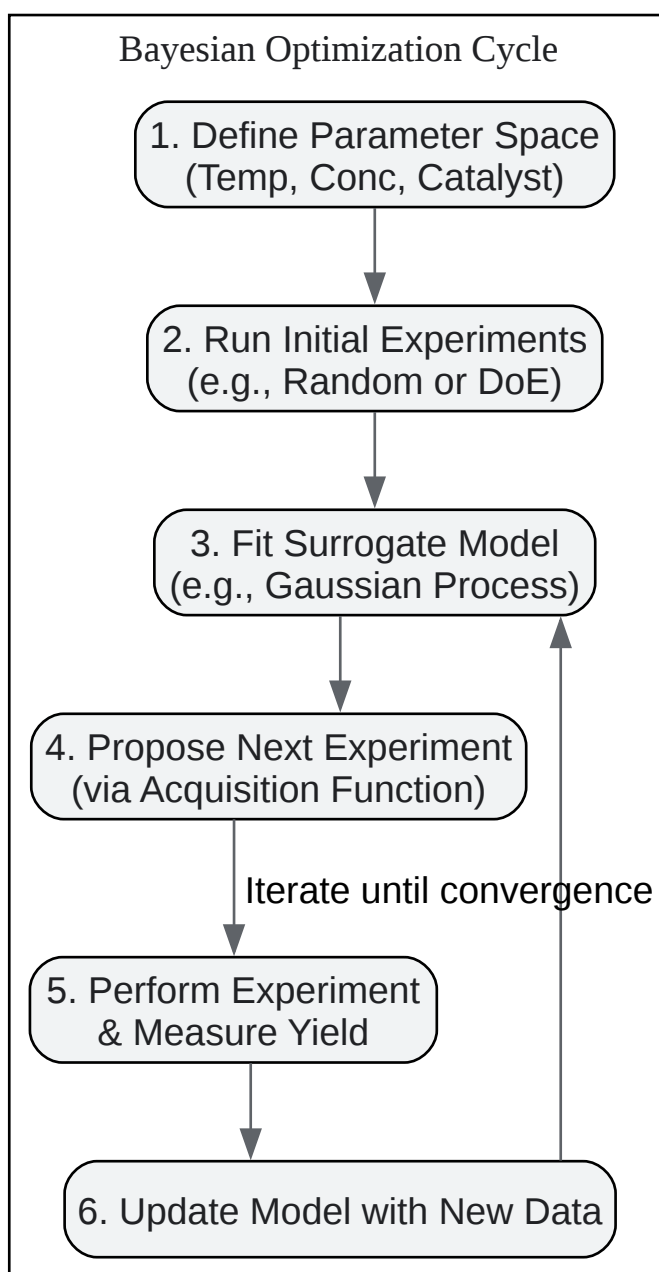 Bayesian Optimization Cycle
1. Define Parameter Space
(Temp, Conc, Catalyst)
2. Run Initial Experiments
(e.g., Random or DoE)
3. Fit Surrogate Model
(e.g., Gaussian Process)
4. Propose Next Experiment
(via Acquisition Function)
Iterate until convergence
5. Perform Experiment
& Measure Yield
6. Update Model with New Data